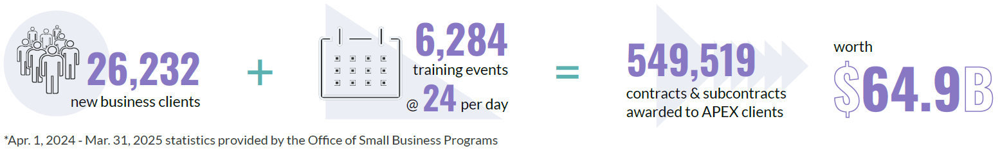 26,232
new business clients
+
6,284
training events
@ 24 per day
=
549,519
contracts & subcontracts
awarded to APEX clients
worth
$64.9B
*Apr. 1, 2024 - Mar. 31, 2025 statistics provided by the Office of Small Business Programs